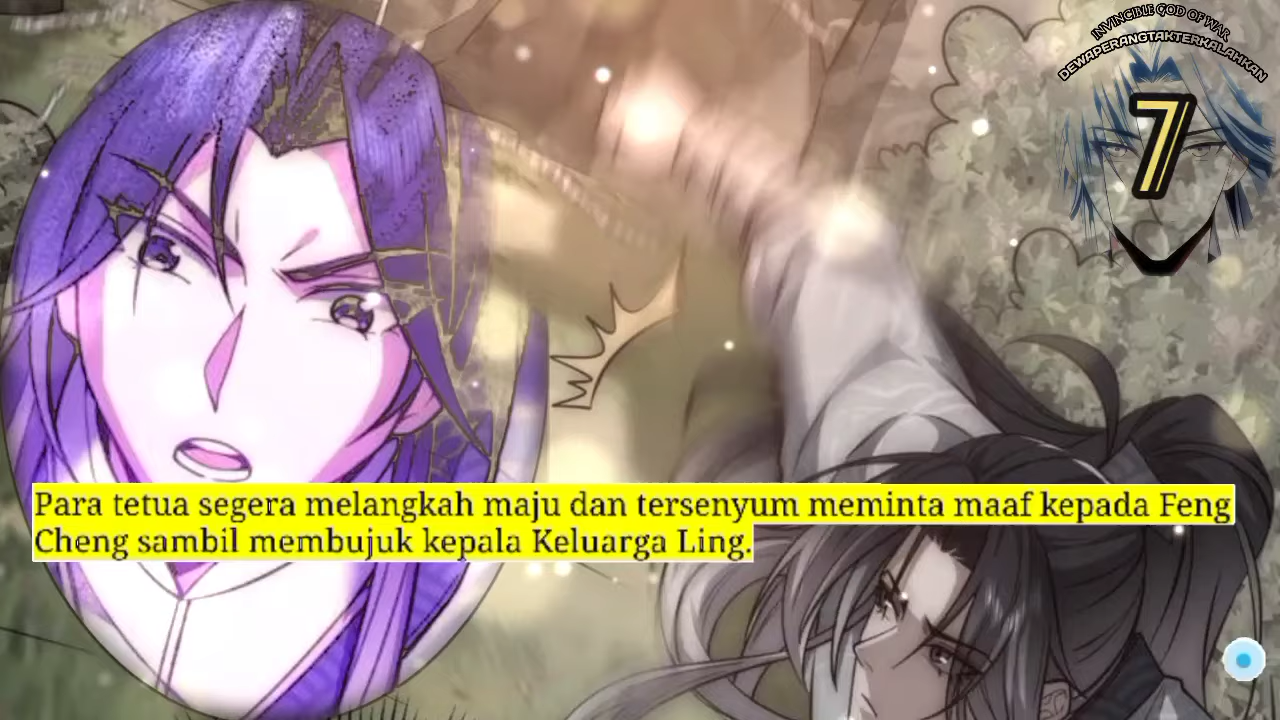 INVINCIBLE GOD OF WAR
DEWAPERANGTAKTERKALAHKAN
7
Para tetua segera melangkah maju dan tersenyum meminta maaf kepada Feng
Cheng sambil membujuk kepala Keluarga Ling.